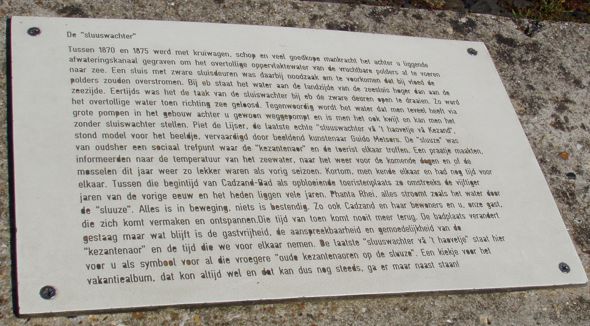 De "sluuswachter"
Tussen 1870 en 1875 werd met kruiwagen, schop en veel goedkope mankracht het achter u liggende
afwateringskanaal gegraven om het overtollige oppervlaktewater van de vruchtbare polders af te voeren
naar zee. Een sluis met zware sluisdeuren was daarbij noodzaak om te voorkomen dat bij vloed de
polders zouden overstromen. Bij eb staat het water aan de landzijde van de zeesluis hoger dan aan de
zeezijde. Eertijds was het de taak van de sluiswachter bij eb de zware deuren open te draaien. Zo werd
het overtollige water toen richting zee geloosd. Tegenwoordig wordt het water dat men teveel heeft via
grote pompen in het gebouw achter u gewoon weggepompt en is men het ook kwijt en kan men het
zonder sluiswachter stellen. Piet de Lijser, de laatste echte "sluuswachter vå 't haovetje vå Kezand",
stond model voor het beeldje, vervaardigd door beeldend kunstenaar Guido Metsers. De "sluuze" was
van oudsher een sociaal trefpunt waar de "kezantenaor" en de toerist elkaar troffen. Een praatje maakten,
informeerden naar de temperatuur van het zeewater, naar het weer voor de komende dagen en of de
mosselen dit jaar weer zo lekker waren als vorig seizoen. Kortom, men kende elkaar en had nog tijd voor
elkaar. Tussen die begintijd van Cadzand-Bad als opbloeiende toeristenplaats zo omstreeks de vijftiger
jaren van de vorige eeuw en het heden liggen vele jaren. Phanta Rhei, alles stroomt zoals het water door
de "sluuze". Alles is in beweging, niets is bestendig. Zo ook Cadzand en haar bewoners en u, onze gast,
die zich komt vermaken en ontspannen.Die tijd van toen komt nooit meer terug. De badplaats verandert
gestaag maar wat blijft is de gastvrijheid, de aanspreekbaarheid en gemoedelijkheid van de
"kezantenaor" en de tijd die we voor elkaar nemen. De laatste "sluuswachter vå 't haovetje" staat hier
voor u als symbool voor al die vroegere "oude kezantenaoren op de slouze". Een kiekje voor het
vakantiealbum, dat kon altijd wel en dat kan dus nog steeds, ga er maar naast staan!